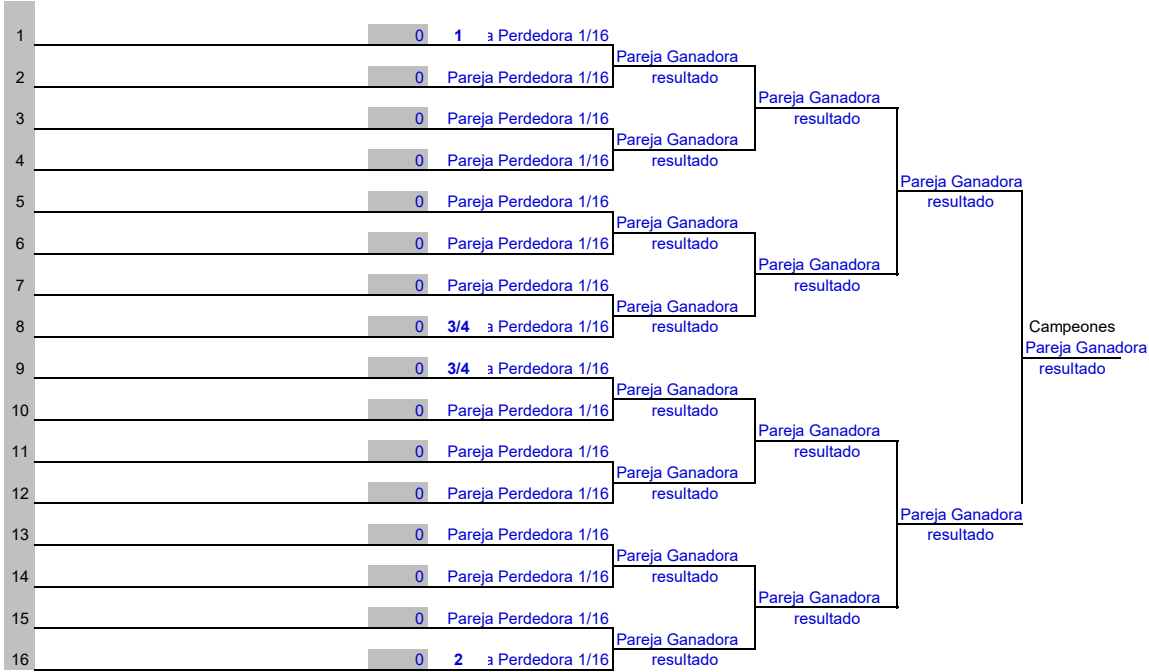 1 0 1 a Perdedora 1/16
Pareja Ganadora
2 0 Pareja Perdedora 1/16 resultado
Pareja Ganadora
3 0 Pareja Perdedora 1/16 resultado
Pareja Ganadora
4 0 Pareja Perdedora 1/16 resultado
Pareja Ganadora
5 0 Pareja Perdedora 1/16 resultado
Pareja Ganadora
6 0 Pareja Perdedora 1/16 resultado
Pareja Ganadora
7 0 Pareja Perdedora 1/16 resultado
Pareja Ganadora
8 0 3/4 a Perdedora 1/16 resultado Campeones
Pareja Ganadora
9 0 3/4 a Perdedora 1/16 resultado
Pareja Ganadora
10 0 Pareja Perdedora 1/16 resultado
Pareja Ganadora
11 0 Pareja Perdedora 1/16 resultado
12 0 Pareja Perdedora 1/16 resultado
Pareja Ganadora
13 0 Pareja Perdedora 1/16 resultado
Pareja Ganadora
14 0 Pareja Perdedora 1/16 resultado
Pareja Ganadora
15 0 Pareja Perdedora 1/16 resultado
Pareja Ganadora
16 0 2 a Perdedora 1/16 resultado